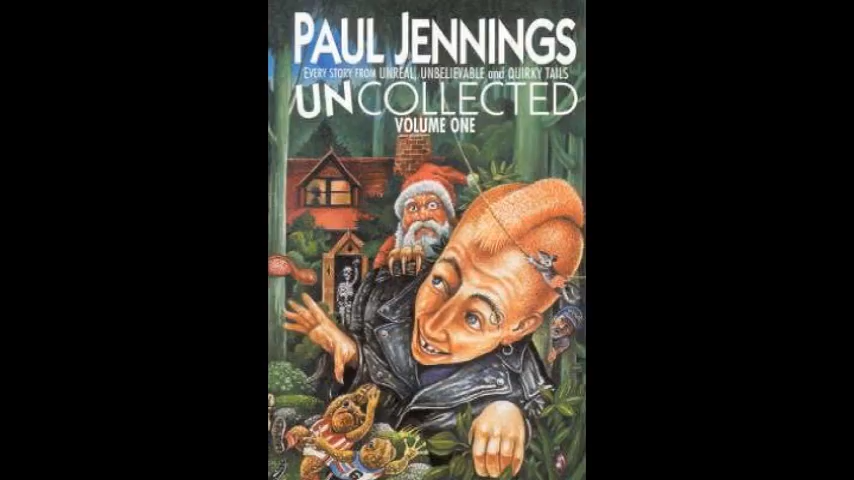 PAUL JENNINGS
EVERY STORY FROM UNREAL, UNBELIEVABLE and QUIRKY TAILS
UNCOLLECTED
VOLUME ONE